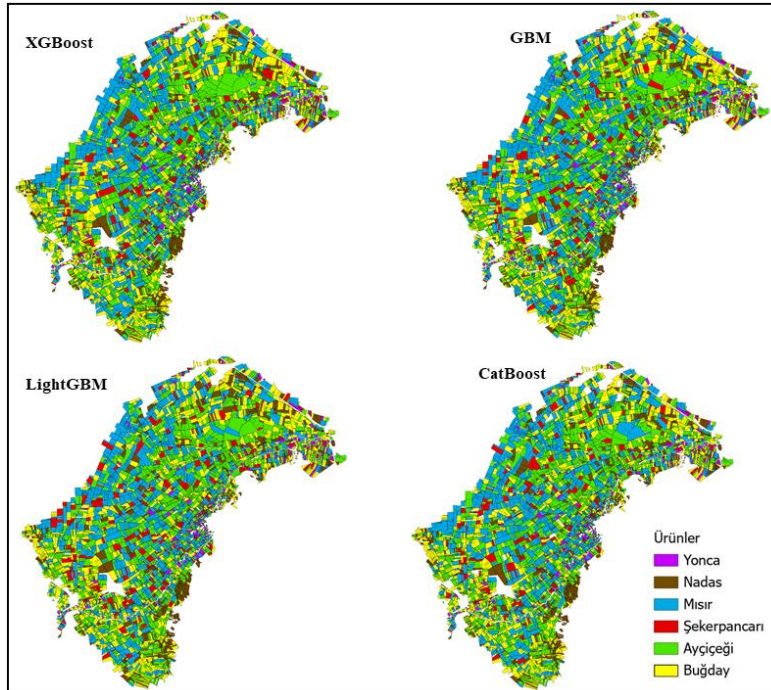 XGBoost
GBM
LightGBM
CatBoost
Ürünler
Yonca
Nadas
Mısır
Şekerpancarı
Ayçiçeği
Buğday